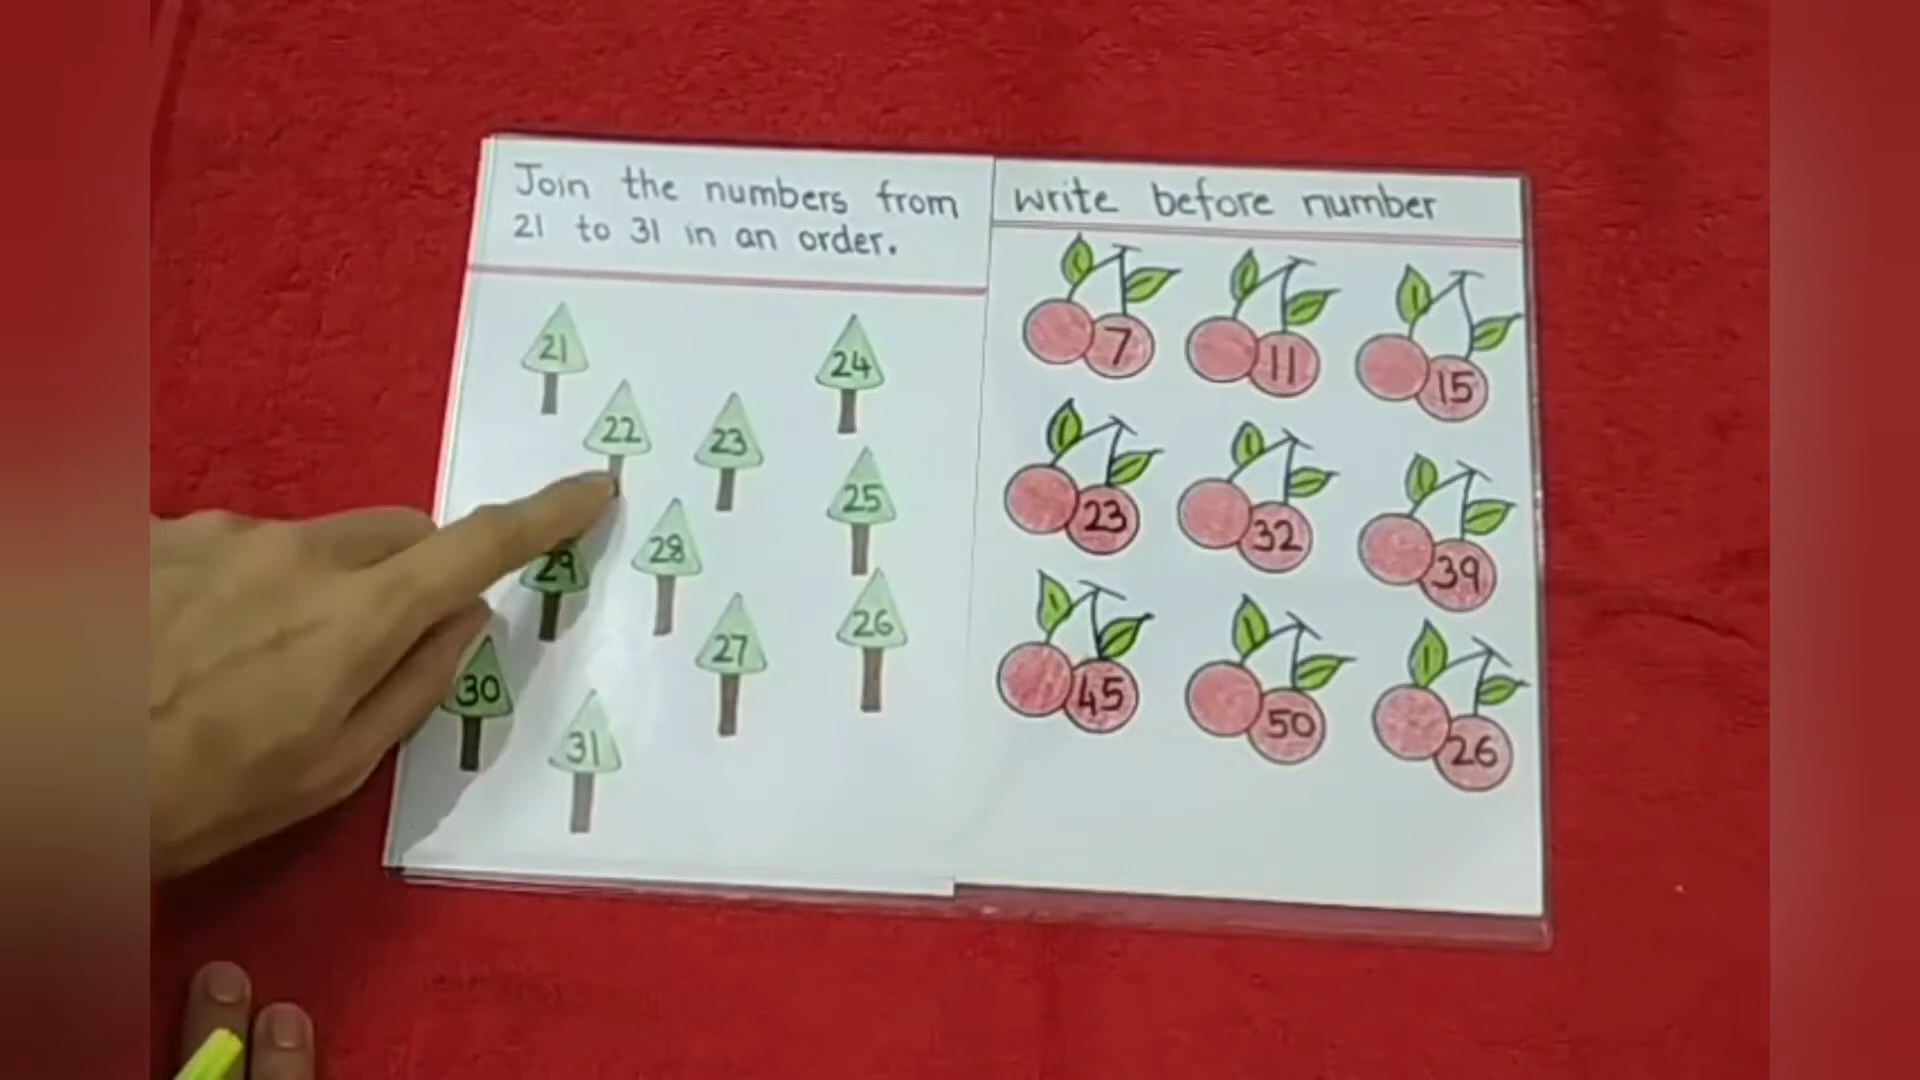 Join the numbers from
21 to 31 in an order.
21
24
22
23
25
28
29
26
27
30
31
write before number
7 11 15
23 32 39
45 50 26